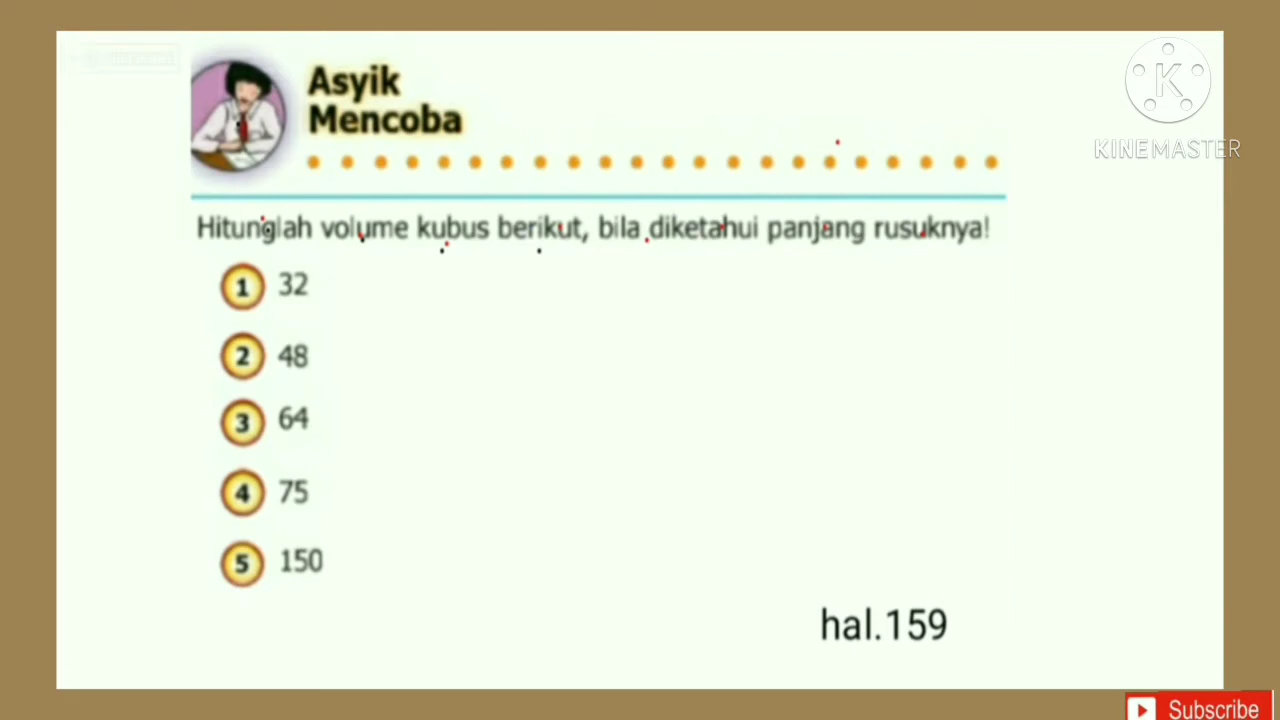 Asyik
Mencoba
KINEMASTER
Hitunglah volume kubus berikut, bila diketahui panjang rusuknya!
1 32
2 48
3 64
4 75
5 150
hal.159
Subscribe